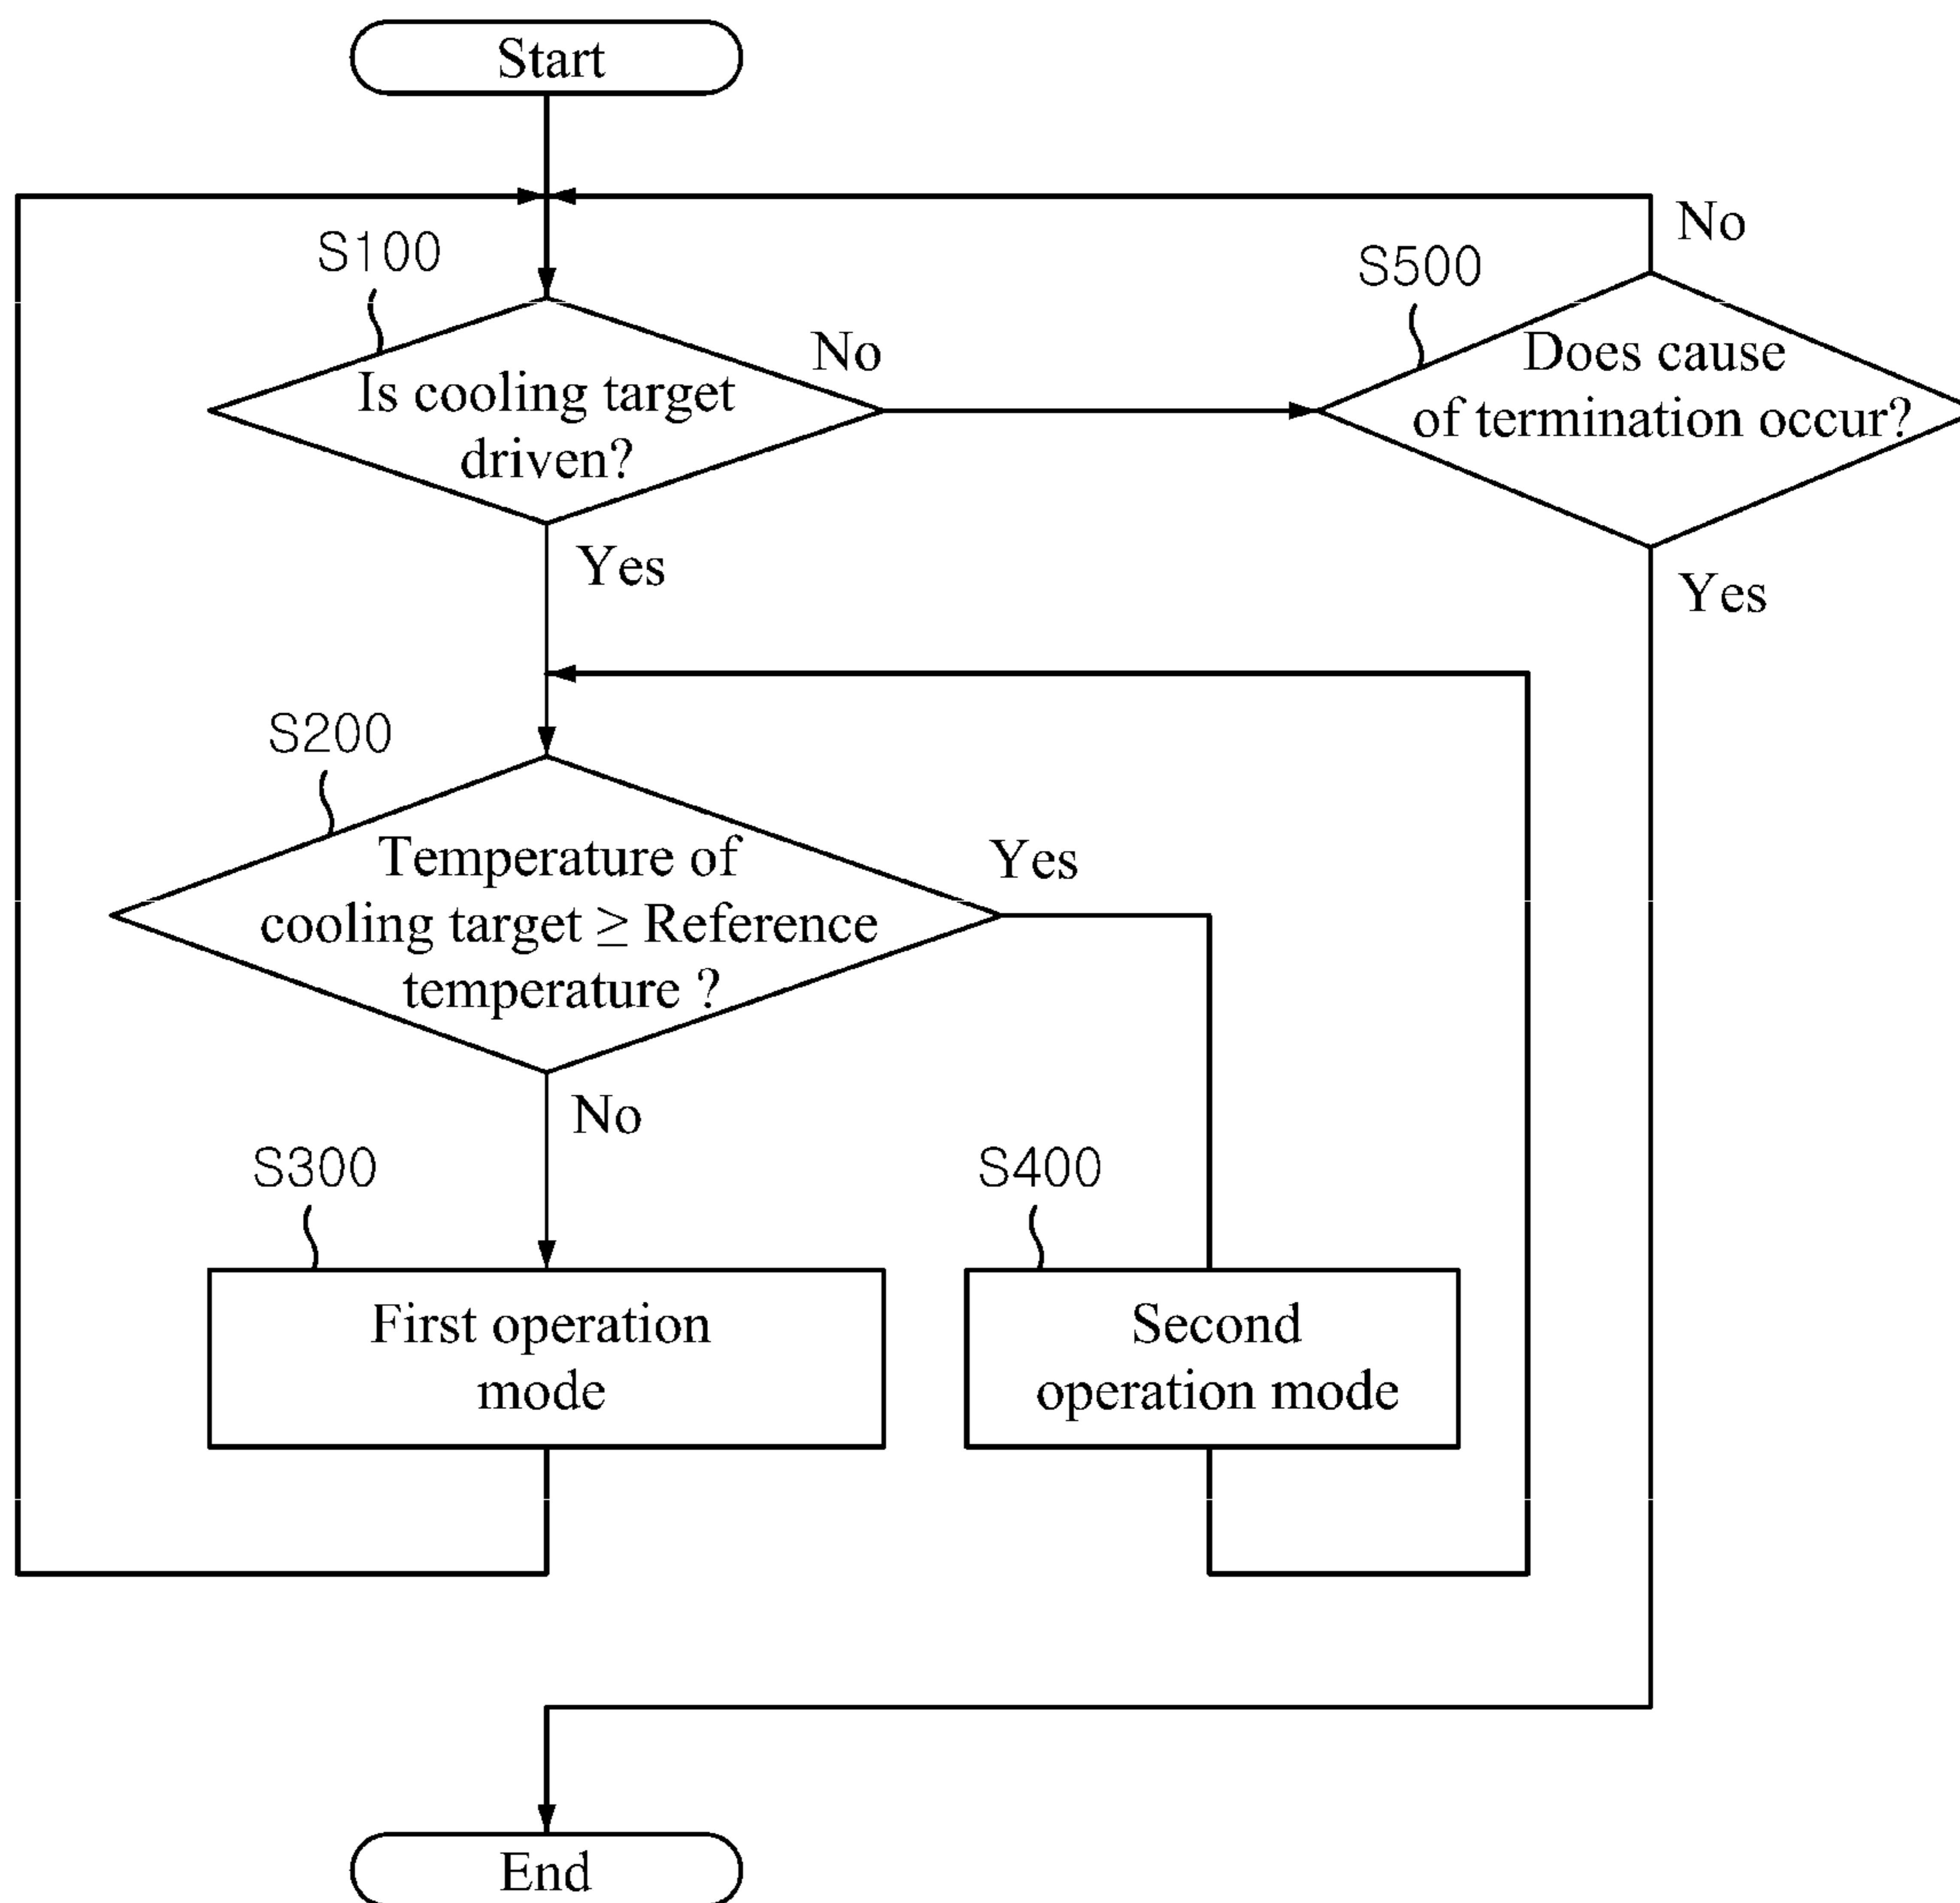 Start
No
S100
S500
No
Does cause
of termination occur?
Is cooling target
driven?
Yes
Yes
S200
Temperature of
cooling target ≥ Reference
temperature ?
Yes
No
S300
S400
First operation
mode
Second
operation mode
End